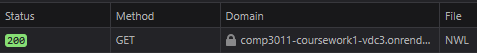 Status Method Domain File
200 GET comp3011-coursework1-vdc3.onrend... NWL